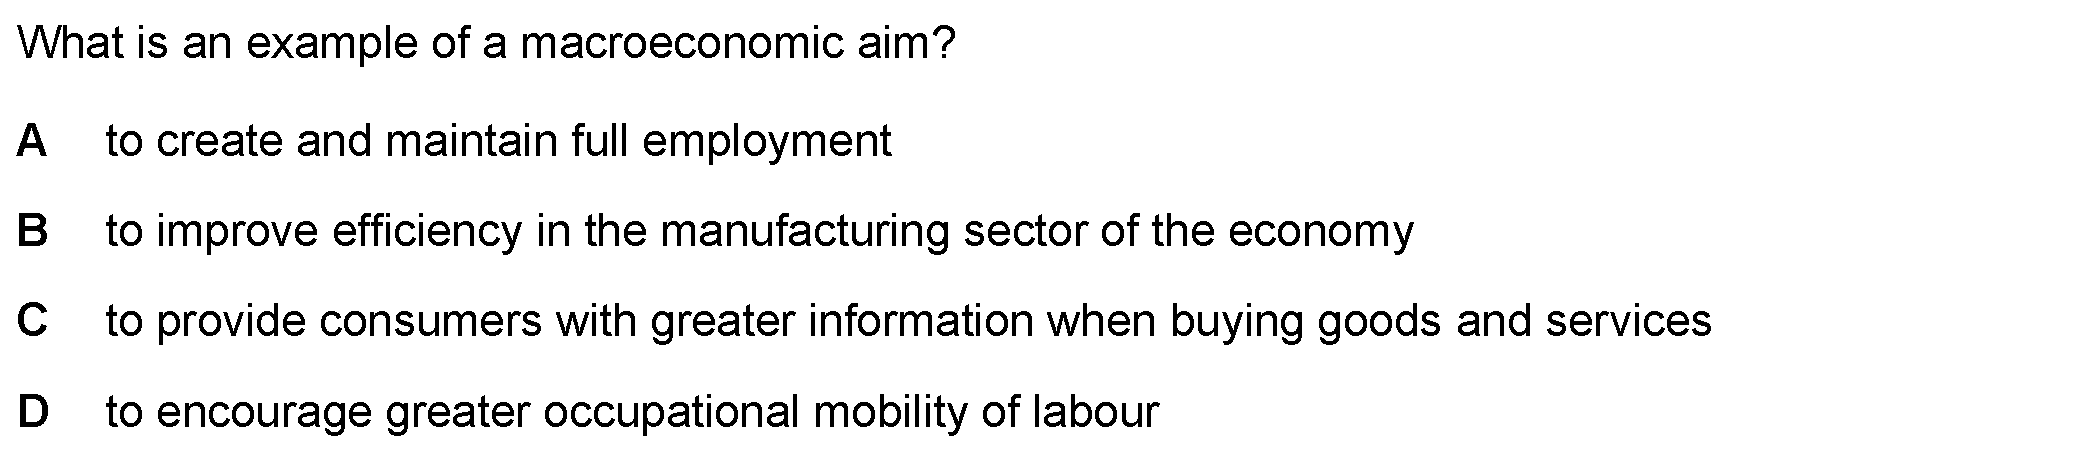 What is an example of a macroeconomic aim?
A to create and maintain full employment
B to improve efficiency in the manufacturing sector of the economy
C to provide consumers with greater information when buying goods and services
D to encourage greater occupational mobility of labour